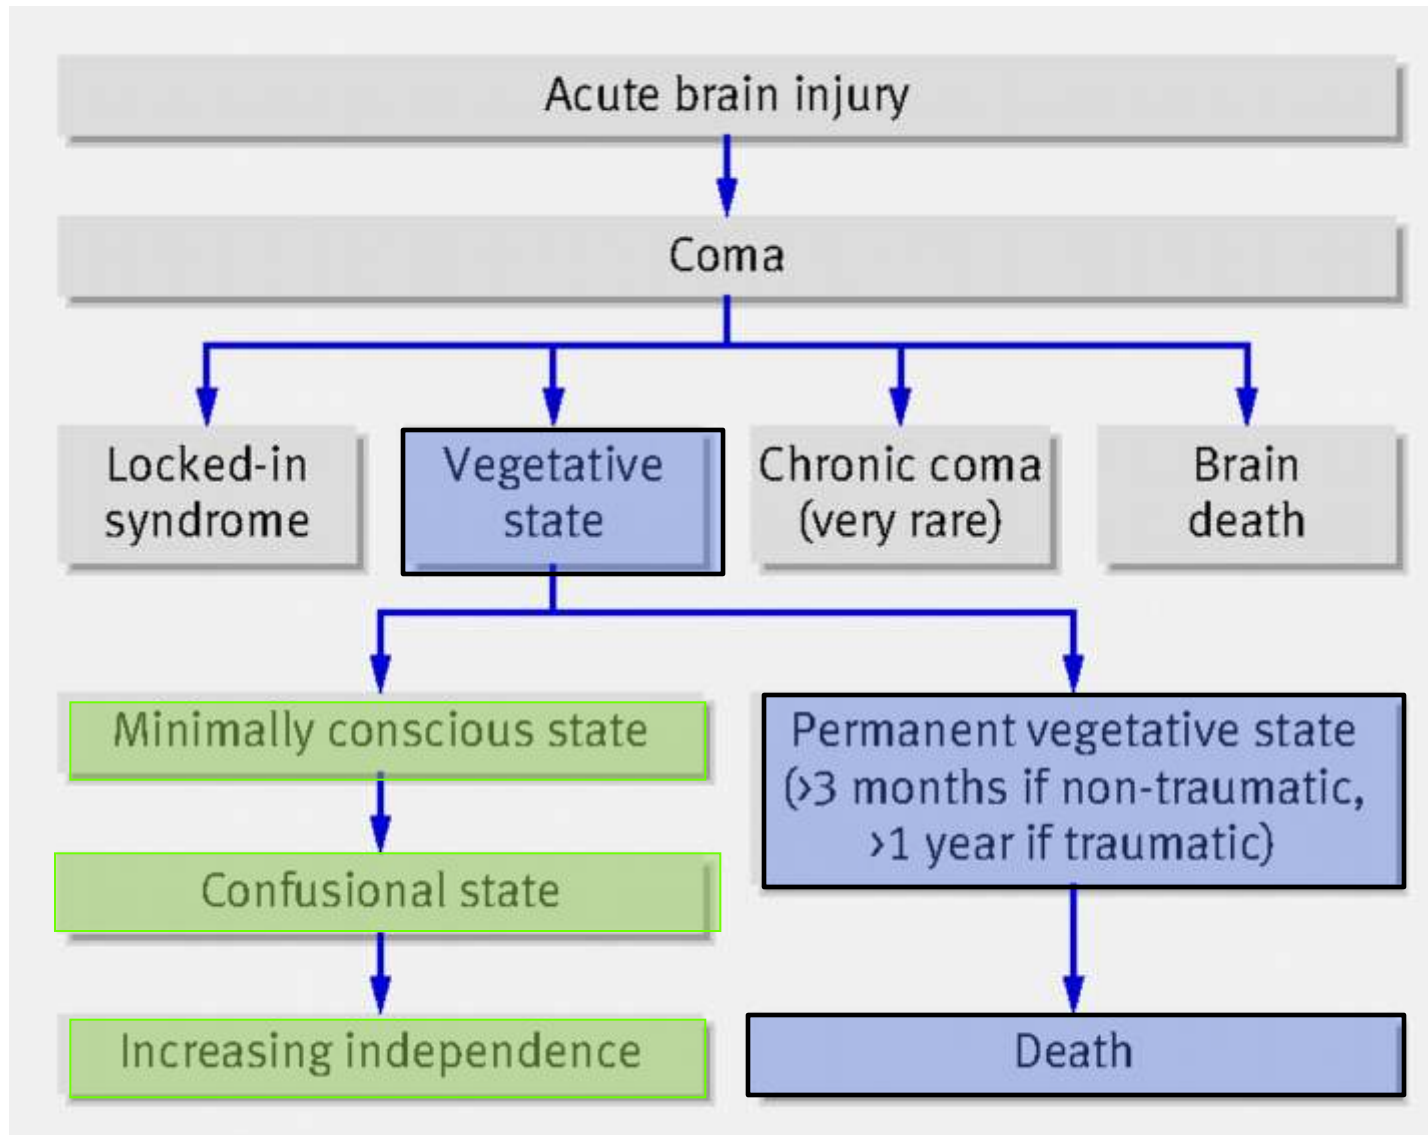 Acute brain injury
Coma
Locked-in
syndrome
Vegetative
state
Chronic coma
(very rare)
Brain
death
Minimally conscious state
Permanent vegetative state
(>3 months if non-traumatic,
>1 year if traumatic)
Confusional state
Increasing independence
Death